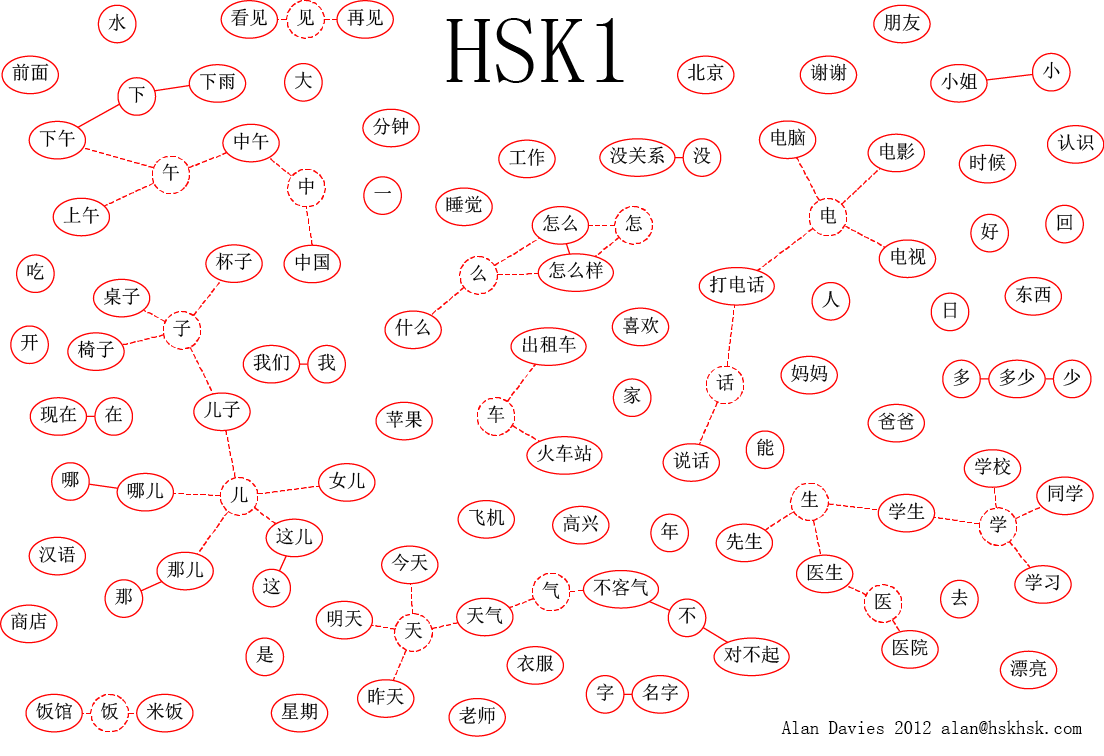 HSK1
水
看见 见 再见
朋友
前面
下 下雨
大
北京
谢谢
小姐 小
下午
中午
分钟
电脑
电影
认识
午
中
工作
没关系 没
时候
一
睡觉
上午
怎么 怎
电
好
回
吃
杯子
中国
么
怎么样
电视
桌子
打电话
人
日
东西
子
什么
喜欢
开
椅子
出租车
我们 我
话
妈妈
多 多少 少
现在 在
儿子
苹果
车
家
爸爸
火车站
说话
能
学校
哪 哪儿
儿
女儿
生
学生
同学
飞机
高兴
年
学
这儿
先生
汉语
今天
那儿
医生
学习
那
这
气
不客气
医
去
商店
明天
天
天气
不
是
医院
衣服
对不起
漂亮
昨天
字 名字
饭馆 饭 米饭
星期
老师
Alan Davies 2012 alan@hskhsk.com